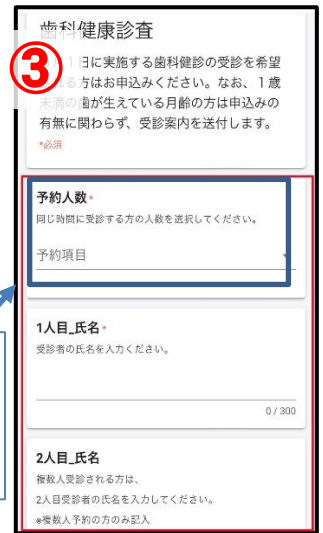 歯科健康診査
③
1日に実施する歯科健診の受診を希望
る方はお申込みください。なお、1歳
未満の歯が生えている月齢の方は申込みの
有無に関わらず、受診案内を送付します。
*必須
予約人数*
同じ時間に受診する方の人数を選択してください。
予約項目
1人目_氏名*
受診者の氏名を入力ください。
0 / 300
2人目_氏名
複数人受診される方は、
2人目受診者の氏名を入力してください。
※複数人予約の方のみ記入